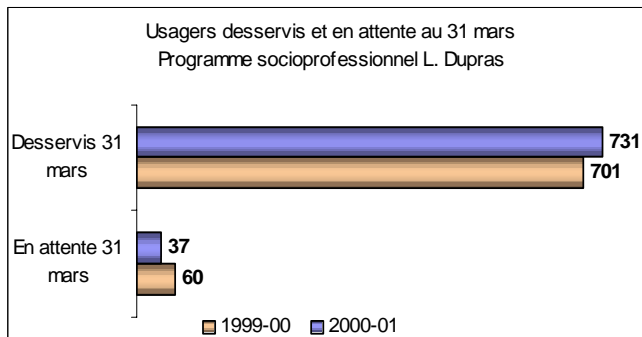 Usagers desservis et en attente au 31 mars
Programme socioprofessionnel L. Dupras
Desservis 31
mars
731
701
En attente 31
mars
37
60
1999-00 2000-01